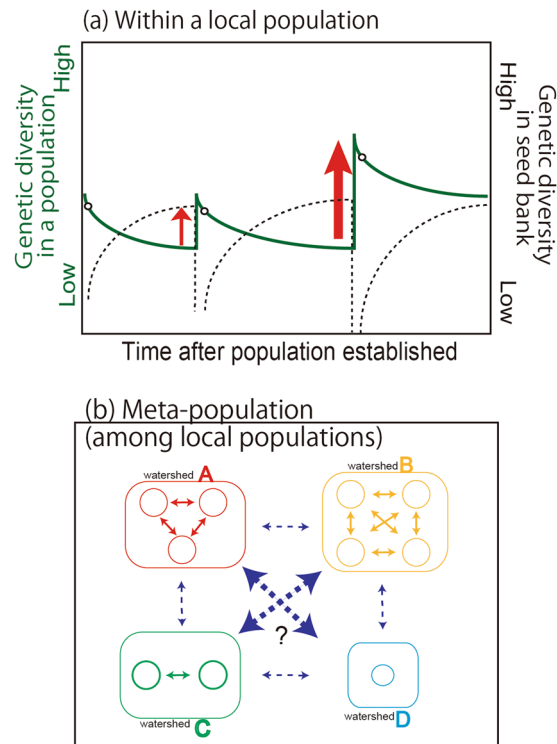 (a) Within a local population
High
Low
Genetic diversity
in a population
High
Low
Genetic diversity
in seed bank
Time after population established
(b) Meta-population
(among local populations)
watershed A
watershed B
?
watershed C
watershed D